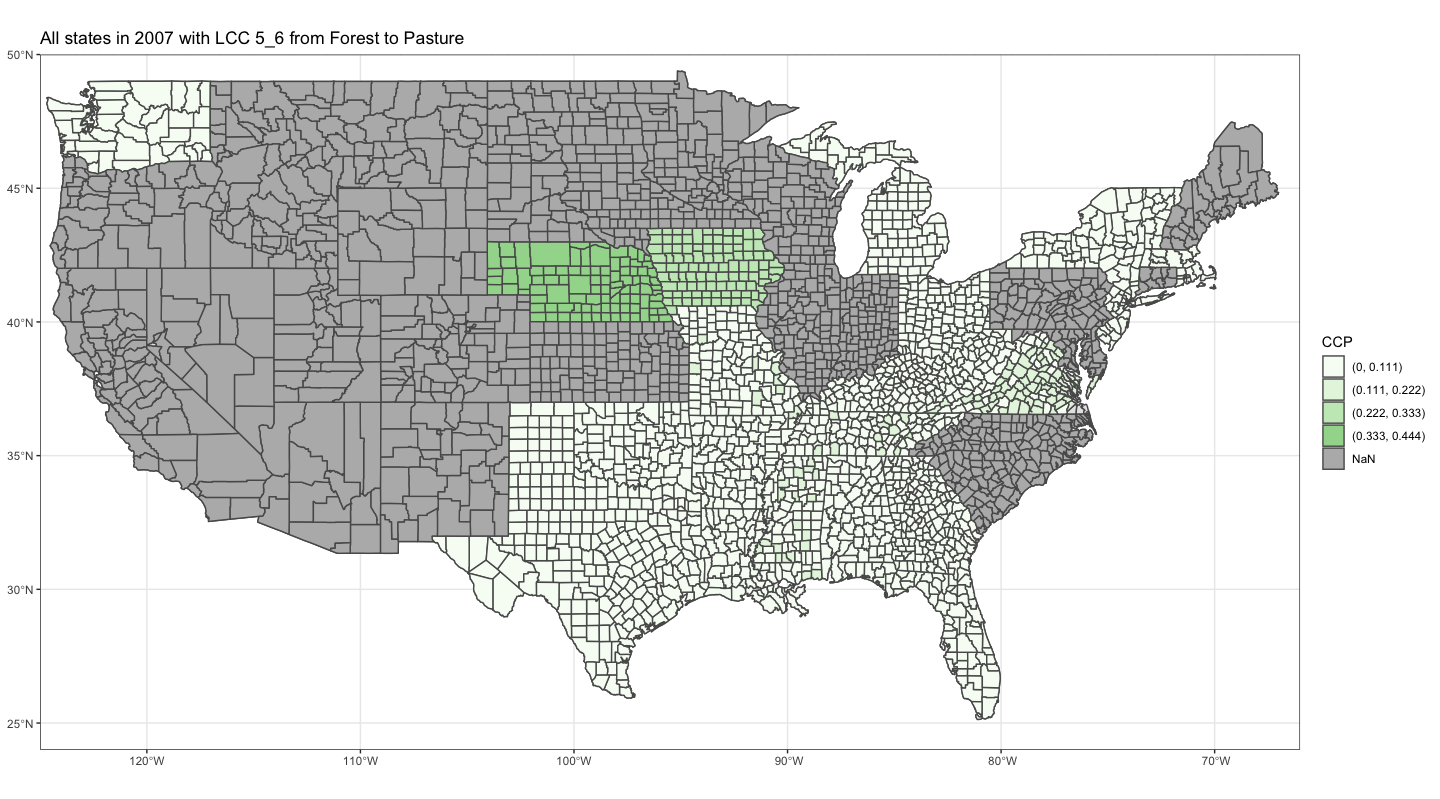 All states in 2007 with LCC 5_6 from Forest to Pasture
50°N
45°N
40°N
35°N
30°N
25°N
120°W
110°W
100°W
90°W
80°W
70°W
CCP
(0, 0.111)
(0.111, 0.222)
(0.222, 0.333)
(0.333, 0.444)
NaN